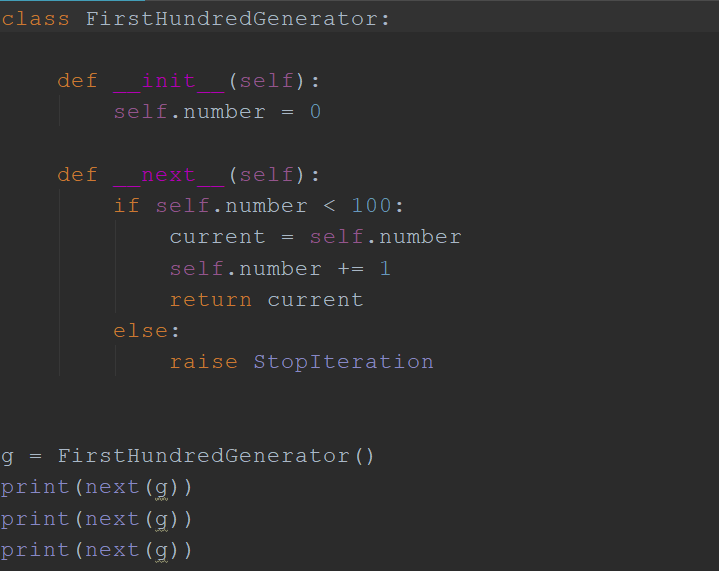 class FirstHundredGenerator:
    def __init__(self):
        self.number = 0
    def __next__(self):
        if self.number < 100:
            current = self.number
            self.number += 1
            return current
        else:
            raise StopIteration
g = FirstHundredGenerator()
print(next(g))
print(next(g))
print(next(g))